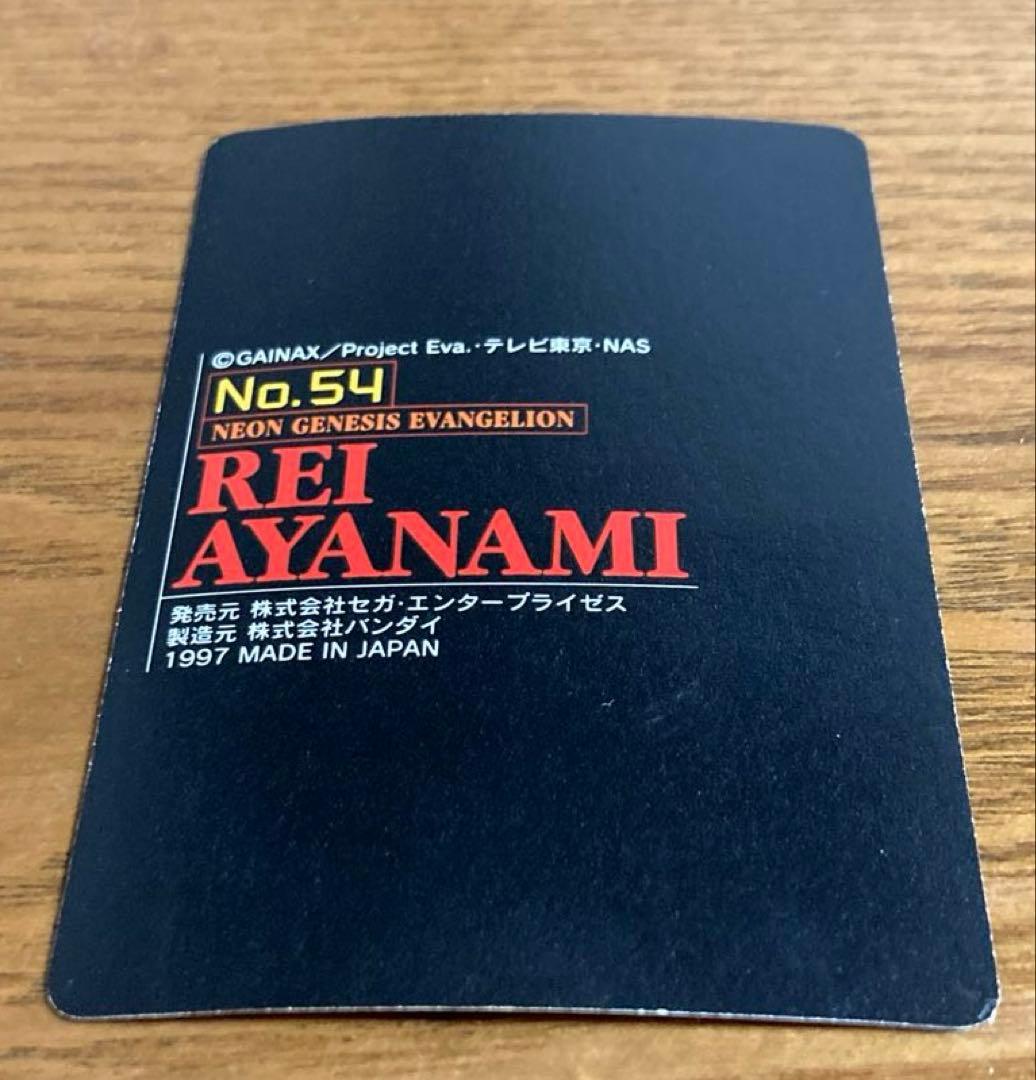 ©GAINAX／Project Eva.・テレビ東京・NAS
No.54
NEON GENESIS EVANGELION
REI
AYANAMI
発売元 株式会社セガ・エンタープライゼス
製造元 株式会社バンダイ
1997 MADE IN JAPAN